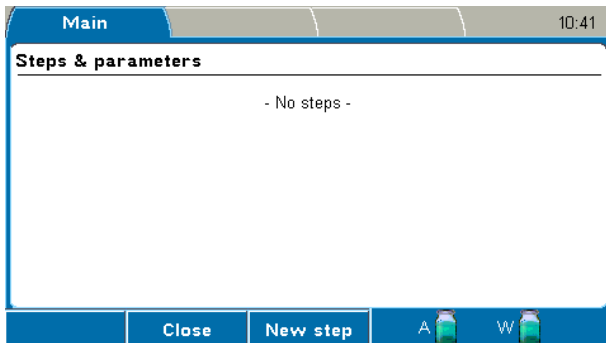 Main
10:41
Steps & parameters
- No steps -
Close
New step
A
W